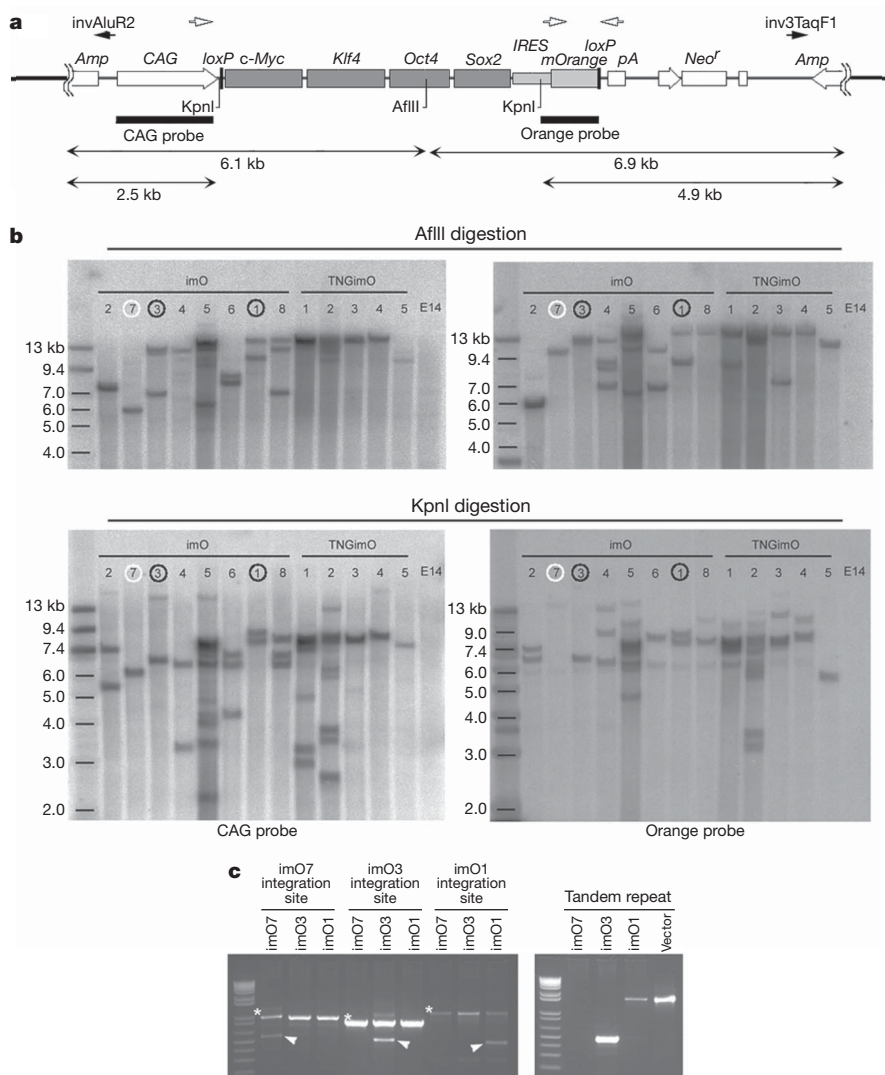 a
invAluR2
inv3TaqF1
Amp CAG loxP c-Myc Klf4 Oct4 Sox2 IRES mOrange loxP pA Neoʳ Amp
KpnI AflII KpnI
CAG probe Orange probe
6.1 kb 6.9 kb
2.5 kb 4.9 kb
b
AflII digestion
imO TNGimO
2 7 3 4 5 6 1 8 1 2 3 4 5 E14
13 kb
9.4
7.0
6.0
5.0
4.0
imO TNGimO
2 7 3 4 5 6 1 8 1 2 3 4 5 E14
13 kb
9.4
7.0
6.0
5.0
4.0
KpnI digestion
imO TNGimO
2 7 3 4 5 6 1 8 1 2 3 4 5 E14
13 kb
9.4
7.4
6.0
5.0
4.0
3.0
2.0
CAG probe
imO TNGimO
2 7 3 4 5 6 1 8 1 2 3 4 5 E14
13 kb
9.0
7.4
6.0
5.0
4.0
3.0
2.0
Orange probe
c
imO7
integration
site
imO3
integration
site
imO1
integration
site
Tandem repeat
imO7 imO3 imO1 imO7 imO3 imO1 imO7 imO3 imO1
imO7 imO3 imO1 Vector
* * *